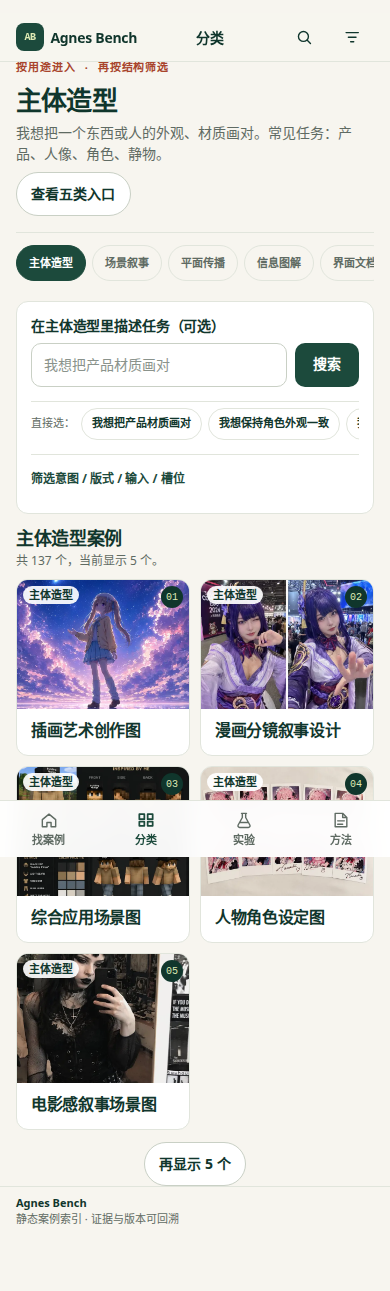 AB
Agnes Bench
分类
按用途进入 · 再按结构筛选
主体造型
我想把一个东西或人的外观、材质画对。常见任务：产
品、人像、角色、静物。
查看五类入口
主体造型
场景叙事
平面传播
信息图解
界面文档
在主体造型里描述任务（可选）
我想把产品材质画对
搜索
直接选：
我想把产品材质画对
我想保持角色外观一致
筛选意图 / 版式 / 输入 / 槽位
主体造型案例
共 137 个，当前显示 5 个。
主体造型
01
主体造型
02
插画艺术创作图
漫画分镜叙事设计
主体造型
03
主体造型
04
找案例
分类
实验
方法
综合应用场景图
人物角色设定图
主体造型
05
电影感叙事场景图
再显示 5 个
Agnes Bench
静态案例索引 · 证据与版本可回溯